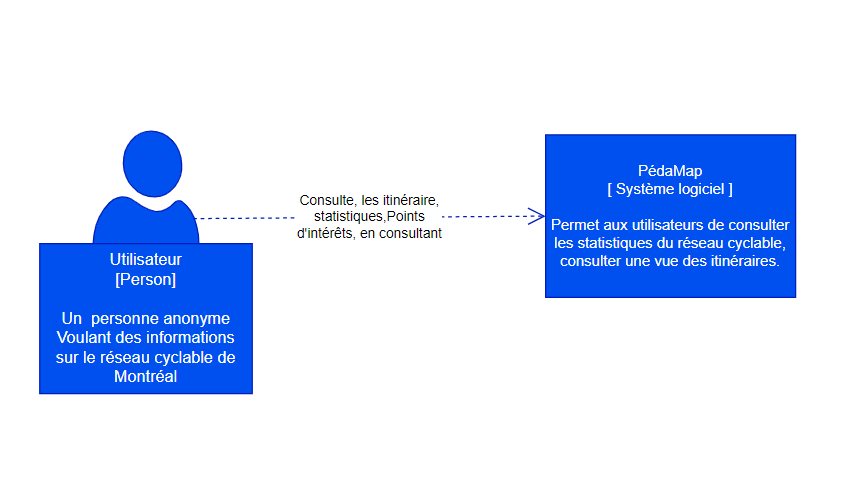 Utilisateur
[Person]
Un personne anonyme
Voulant des informations
sur le réseau cyclable de
Montréal
Consulte, les itinéraire,
statistiques,Points
d'intérêts, en consultant
PédaMap
[ Système logiciel ]
Permet aux utilisateurs de consulter
les statistiques du réseau cyclable,
consulter une vue des itinéraires.